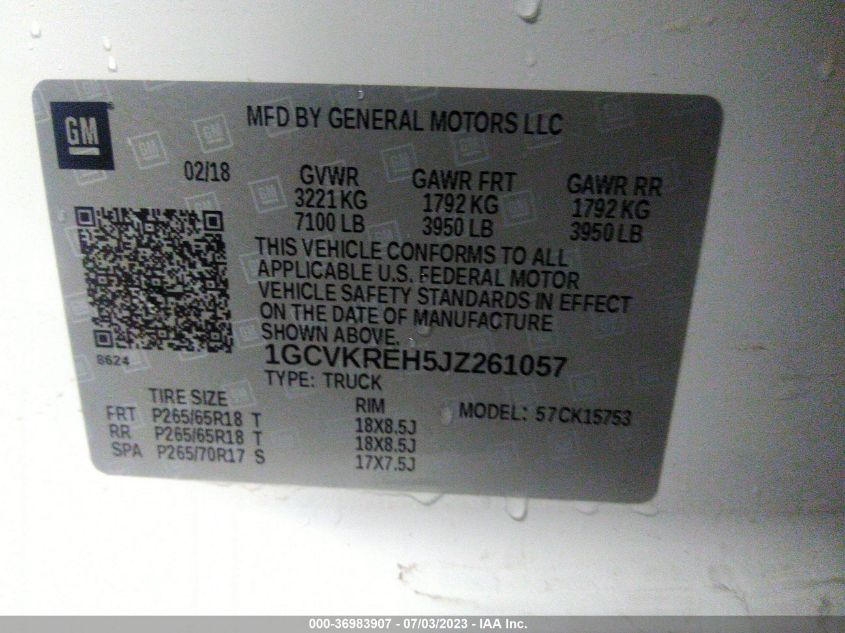 GM
MFD BY GENERAL MOTORS LLC
02/18
GVWR GAWR FRT GAWR RR
3221 KG 1792 KG 1792 KG
7100 LB 3950 LB 3950 LB
THIS VEHICLE CONFORMS TO ALL
APPLICABLE U.S. FEDERAL MOTOR
VEHICLE SAFETY STANDARDS IN EFFECT
ON THE DATE OF MANUFACTURE
SHOWN ABOVE.
8624
1GCVKREH5JZ261057
TYPE: TRUCK
TIRE SIZE RIM MODEL: 57CK15753
FRT P265/65R18 T 18X8.5J
RR P265/65R18 T 18X8.5J
SPA P265/70R17 S 17X7.5J
000-36983907 - 07/03/2023 - IAA Inc.